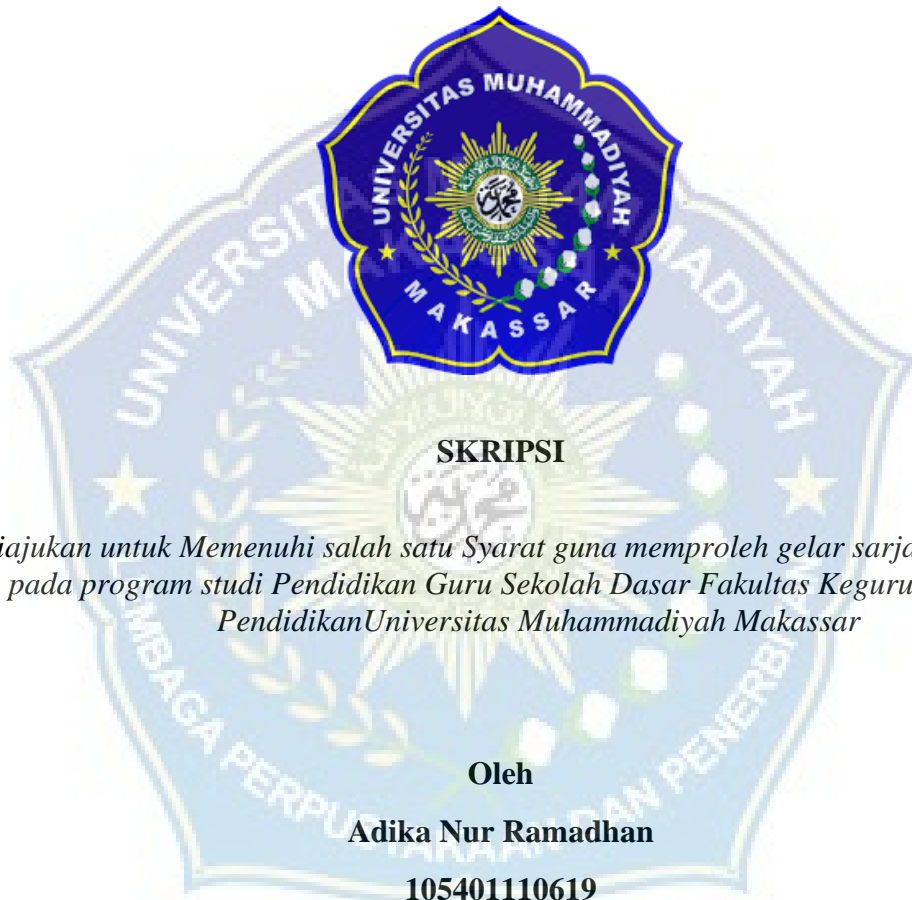 UNIVERSITAS MUHAMMADIYAH
MAKASSAR
SKRIPSI
iajukan untuk Memenuhi salah satu Syarat guna memproleh gelar sarja
pada program studi Pendidikan Guru Sekolah Dasar Fakultas Keguru
PendidikanUniversitas Muhammadiyah Makassar
Oleh
Adika Nur Ramadhan
105401110619